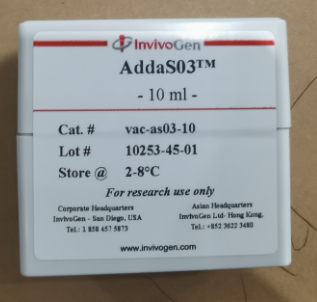 InvivoGen
AddaS03™
- 10 ml -
Cat. # vac-as03-10
Lot # 10253-45-01
Store @ 2-8°C
For research use only
Corporate Headquarters
InvivoGen - San Diego, USA
Tel.: 1 858 457 5873
Asian Headquarters
InvivoGen Ltd- Hong Kong,
Tel.: +852 3622 3480
www.invivogen.com